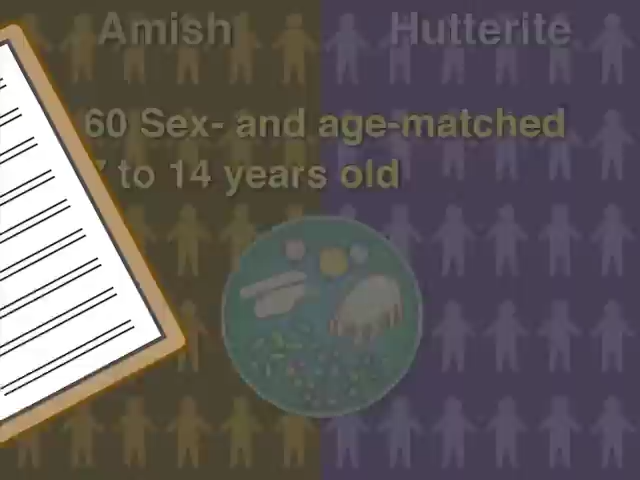 Amish Hutterite
60 Sex- and age-matched
to 14 years old